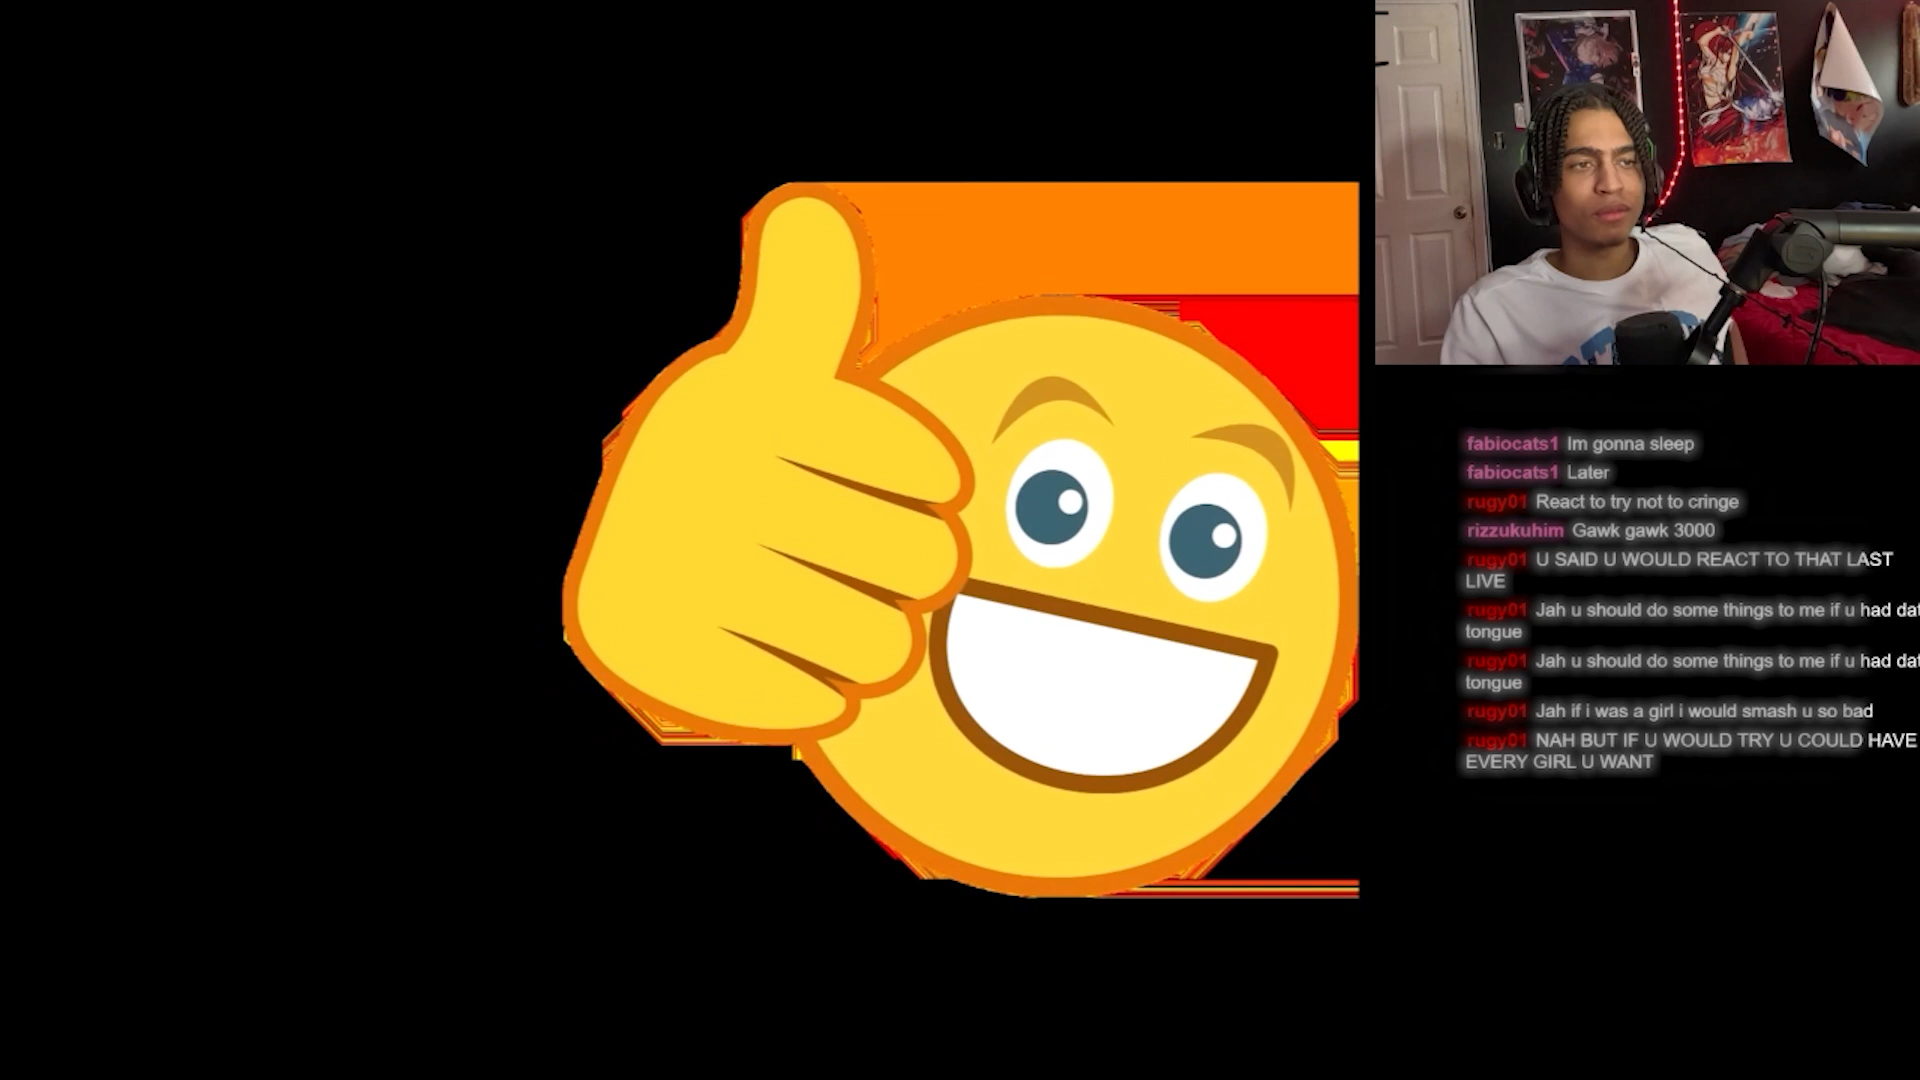 fabiocats1 Im gonna sleep
fabiocats1 Later
rugy01 React to try not to cringe
rizzukuhim Gawk gawk 3000
rugy01 U SAID U WOULD REACT TO THAT LAST
LIVE
rugy01 Jah u should do some things to me if u had dat
tongue
rugy01 Jah u should do some things to me if u had dat
tongue
rugy01 Jah if i was a girl i would smash u so bad
rugy01 NAH BUT IF U WOULD TRY U COULD HAVE
EVERY GIRL U WANT